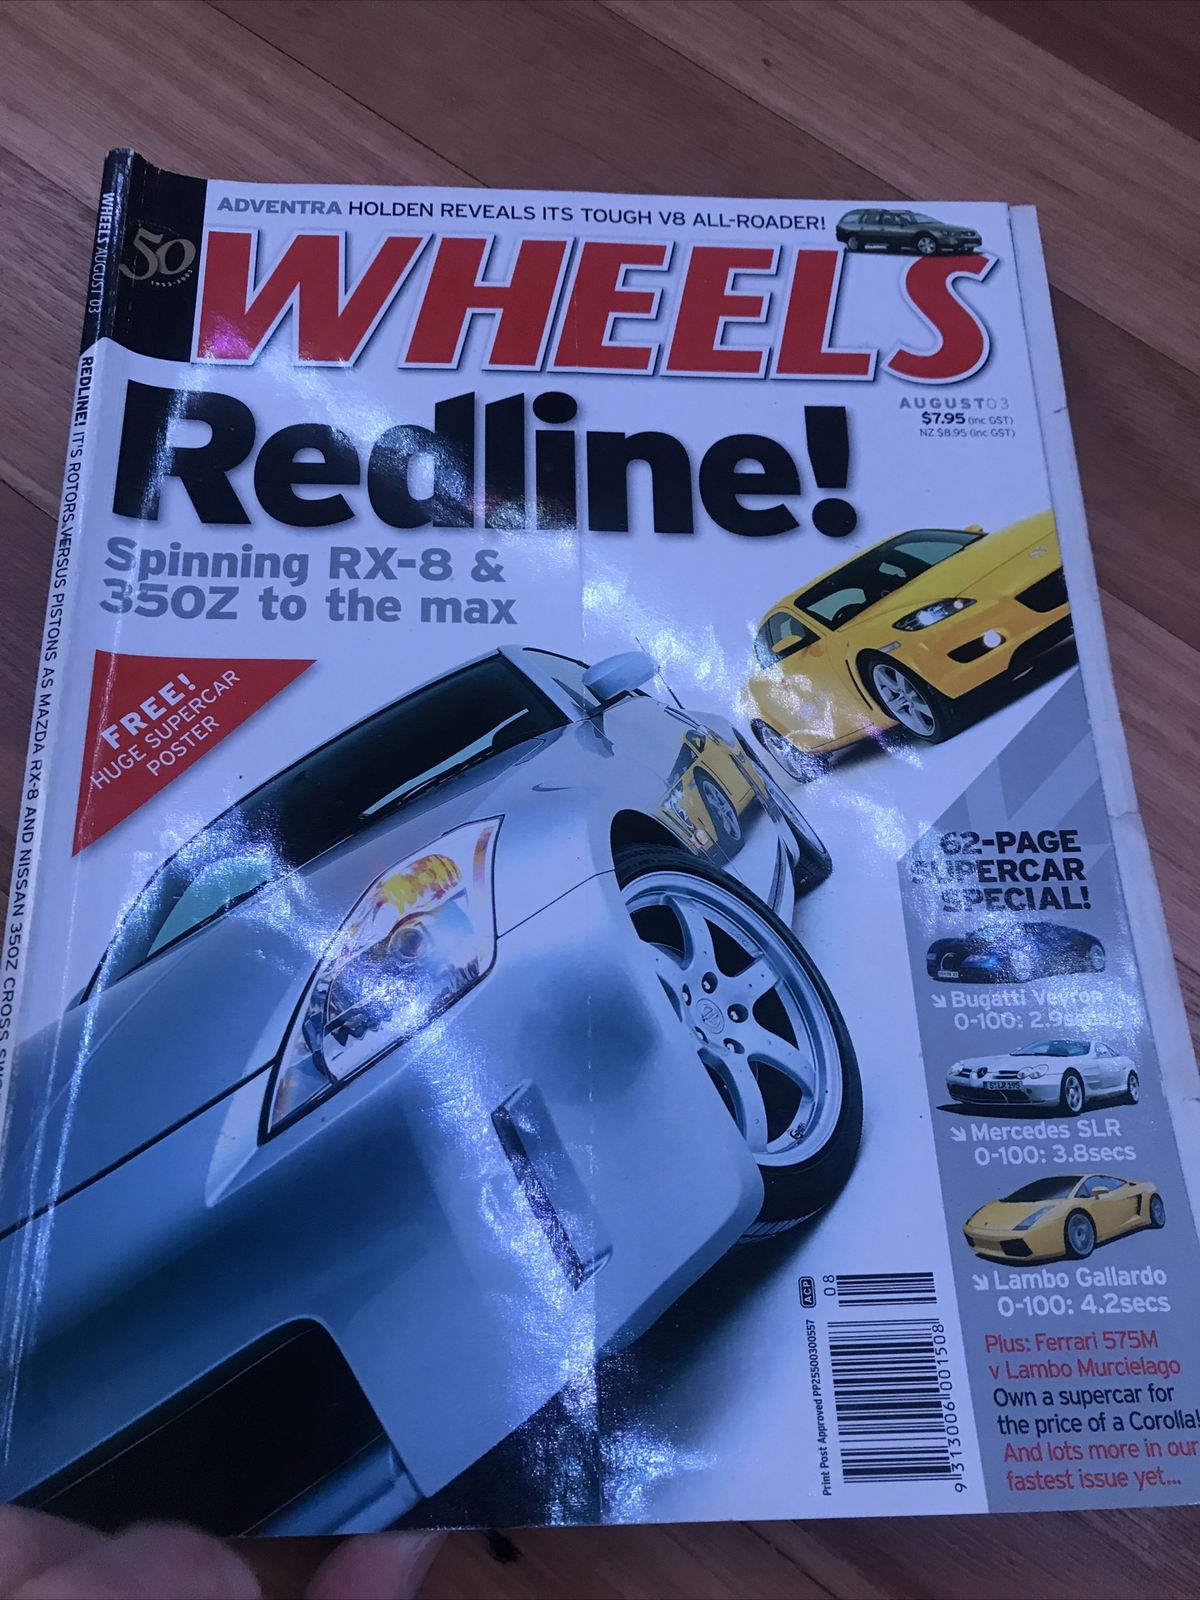 ADVENTRA HOLDEN REVEALS ITS TOUGH V8 ALL-ROADER!
50
1953-2003
WHEELS
AUGUST03
$7.95 (inc GST)
NZ $8.95 (inc GST)
Redline!
Spinning RX-8 &
350Z to the max
FREE!
HUGE SUPERCAR
POSTER
62-PAGE
SUPERCAR
SPECIAL!
Bugatti Veyron
0-100: 2.9secs
Mercedes SLR
0-100: 3.8secs
Lambo Gallardo
0-100: 4.2secs
Plus: Ferrari 575M
v Lambo Murcielago
Own a supercar for
the price of a Corolla!
And lots more in our
fastest issue yet...
ACP
08
Print Post Approved PP255003/00557
9 313006 001508
WHEELS AUGUST 03
REDLINE! IT'S ROTORS VERSUS PISTONS AS MAZDA RX-8 AND NISSAN 350Z CROSS